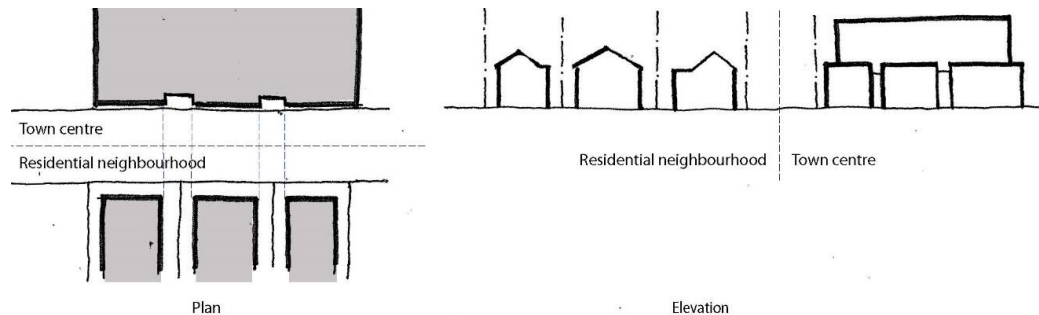 Town centre
Residential neighbourhood
Plan
Residential neighbourhood
Town centre
Elevation